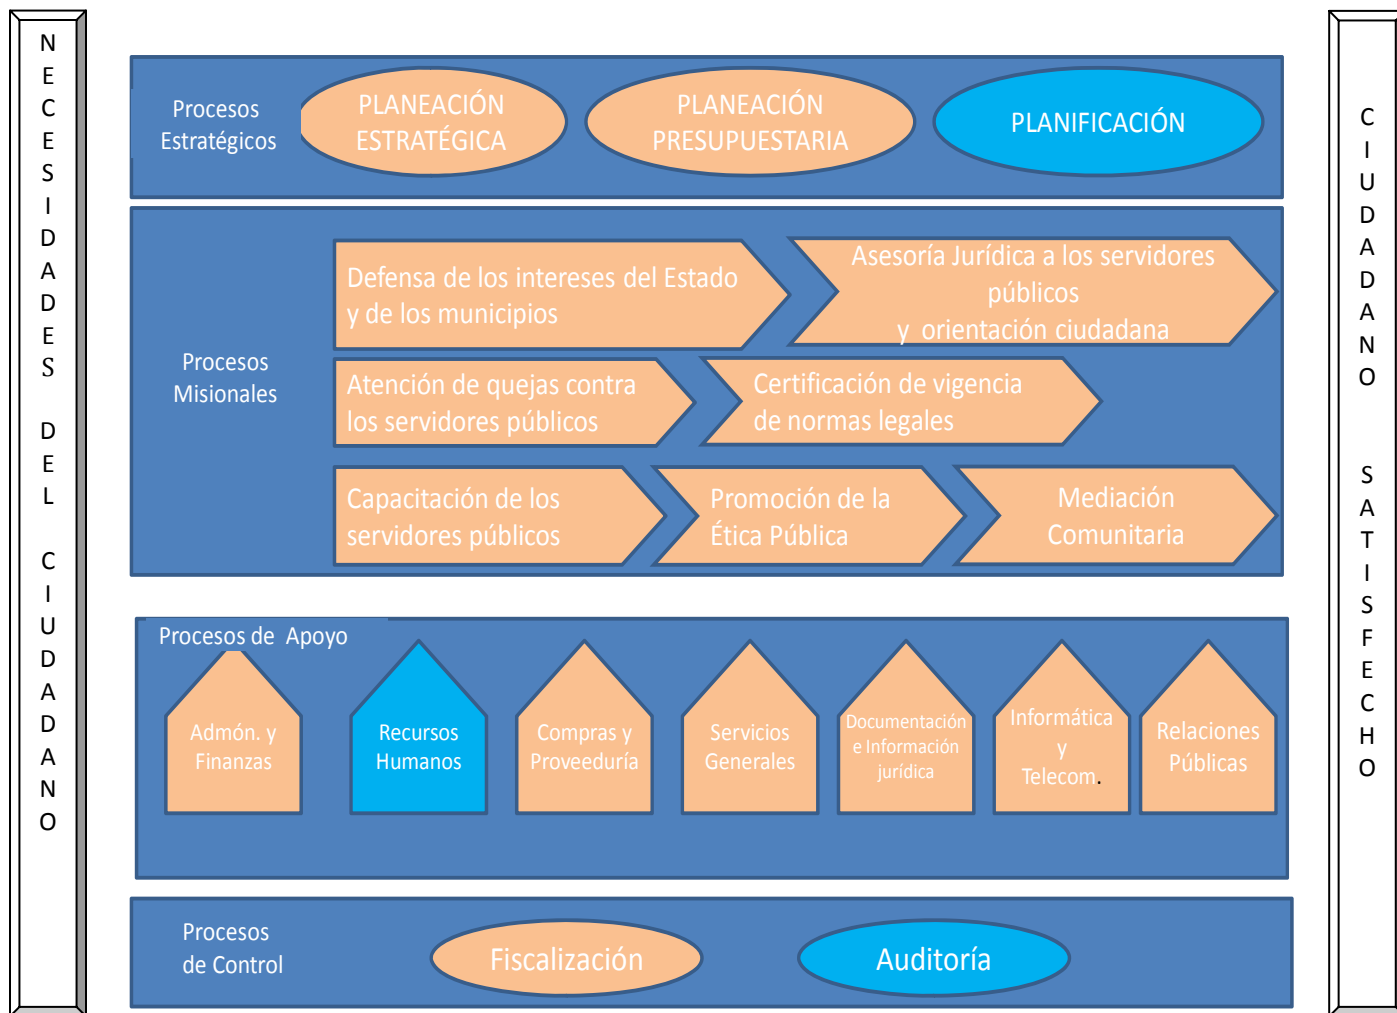 NECESIDADES DEL CIUDADANO
Procesos
Estratégicos
PLANEACIÓN
ESTRATÉGICA
PLANEACIÓN
PRESUPUESTARIA
PLANIFICACIÓN
Procesos
Misionales
Defensa de los intereses del Estado
y de los municipios
Asesoría Jurídica a los servidores
públicos
y orientación ciudadana
Atención de quejas contra
los servidores públicos
Certificación de vigencia
de normas legales
Capacitación de los
servidores públicos
Promoción de la
Ética Pública
Mediación
Comunitaria
Procesos de Apoyo
Admón. y
Finanzas
Recursos
Humanos
Compras y
Proveeduría
Servicios
Generales
Documentación
e Información
jurídica
Informática
y
Telecom.
Relaciones
Públicas
Procesos
de Control
Fiscalización
Auditoría
CIUDADANO SATISFECHO